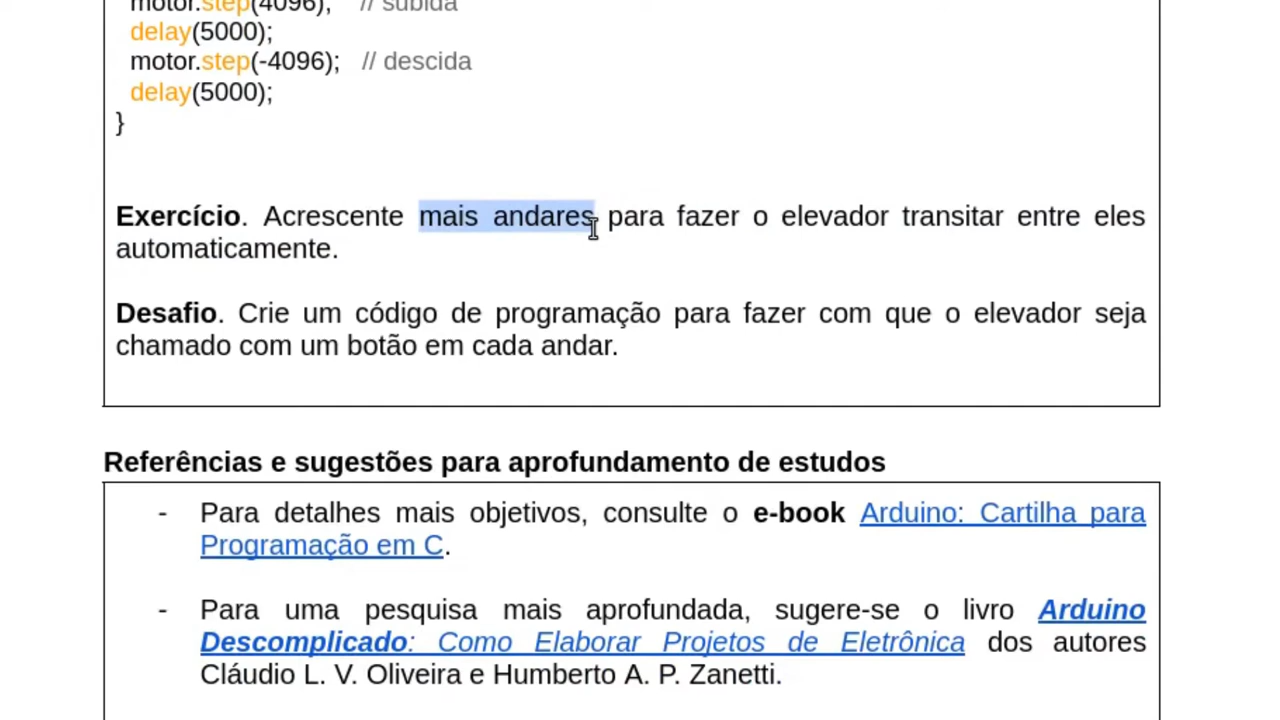 motor.step(4096); // subida
delay(5000);
motor.step(-4096); // descida
delay(5000);
}
Exercício. Acrescente mais andares para fazer o elevador transitar entre eles
automaticamente.
Desafio. Crie um código de programação para fazer com que o elevador seja
chamado com um botão em cada andar.
Referências e sugestões para aprofundamento de estudos
- Para detalhes mais objetivos, consulte o e-book Arduino: Cartilha para
Programação em C.
- Para uma pesquisa mais aprofundada, sugere-se o livro Arduino
Descomplicado: Como Elaborar Projetos de Eletrônica dos autores
Cláudio L. V. Oliveira e Humberto A. P. Zanetti.